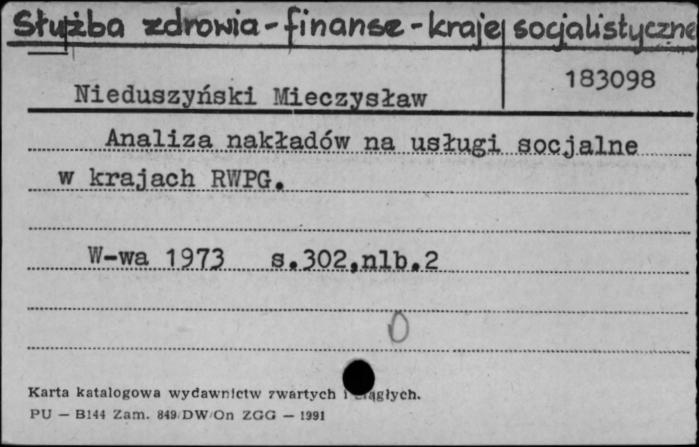 Służba zdrowia - finanse - kraje socjalistyczne
183098
Nieduszyński Mieczysław
Analiza nakładów na usługi socjalne
w krajach RWPG.
W-wa 1973 s.302,nlb.2
0
Karta katalogowa wydawnictw zwartych i ciągłych.
PU — B144 Zam. 849/DW/On ZGG — 1991